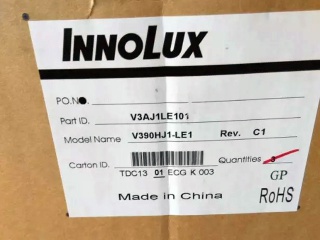 INNOLUX
P.O.NO.
Part ID. V3AJ1LE101
Model Name V390HJ1-LE1 Rev. C1
Carton ID. Quantities 3
TDC13 01 ECG K 003 GP
Made in China RoHS